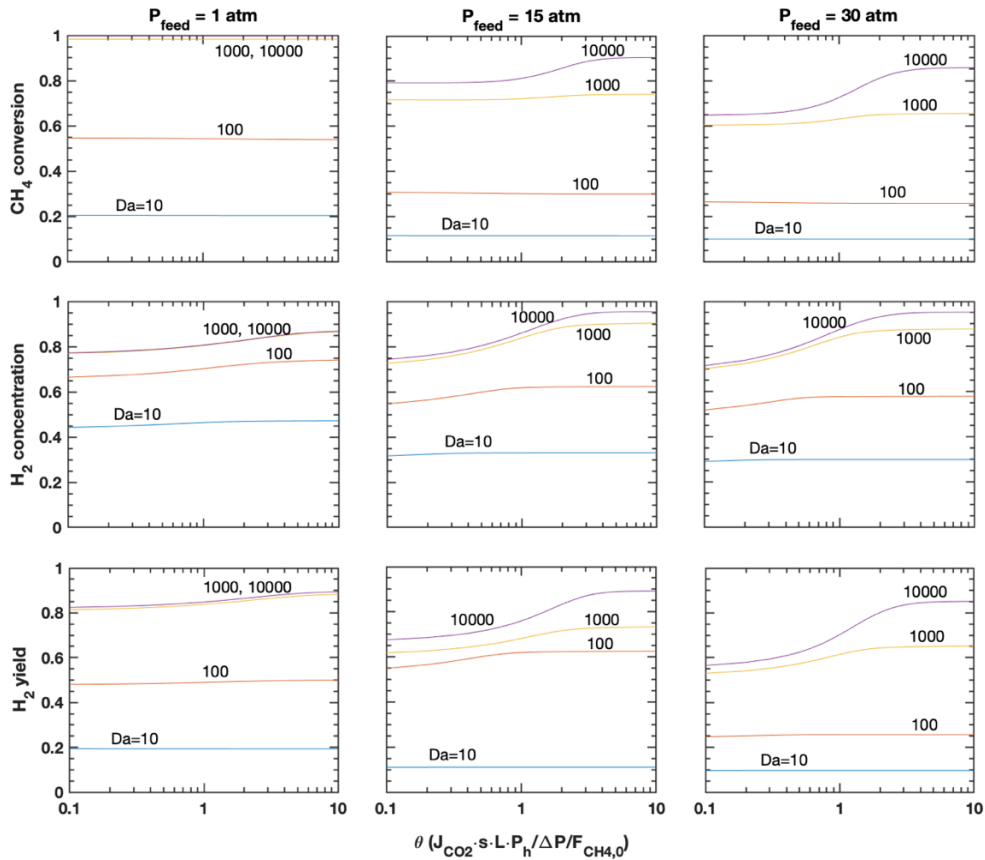 P_feed = 1 atm
P_feed = 15 atm
P_feed = 30 atm
CH4 conversion
1
0.8
0.6
0.4
0.2
0
1000, 10000
100
Da=10
10000
1000
100
Da=10
10000
1000
100
Da=10
H2 concentration
1
0.8
0.6
0.4
0.2
0
1000, 10000
100
Da=10
10000
1000
100
Da=10
10000
1000
100
Da=10
H2 yield
1
0.8
0.6
0.4
0.2
0
1000, 10000
100
Da=10
10000
1000
100
Da=10
10000
1000
100
Da=10
0.1 1 10
0.1 1 10
0.1 1 10
θ (J_CO2·s·L·P_h/ΔP/F_CH4,0)